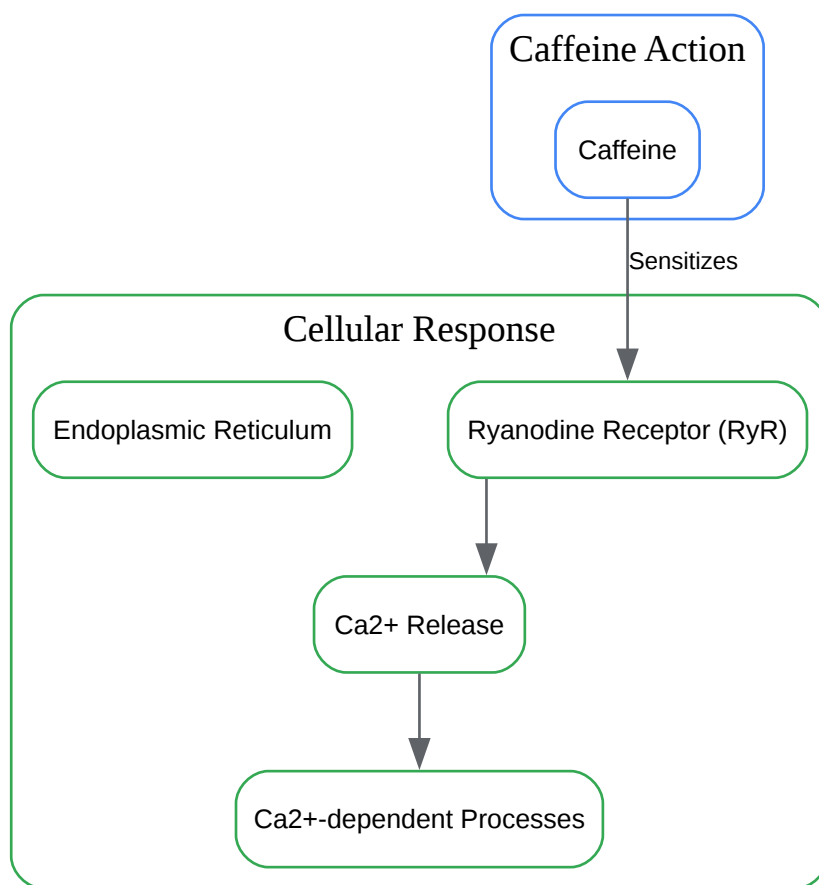 Caffeine Action
Caffeine
Sensitizes
Cellular Response
Endoplasmic Reticulum
Ryanodine Receptor (RyR)
Ca2+ Release
Ca2+-dependent Processes